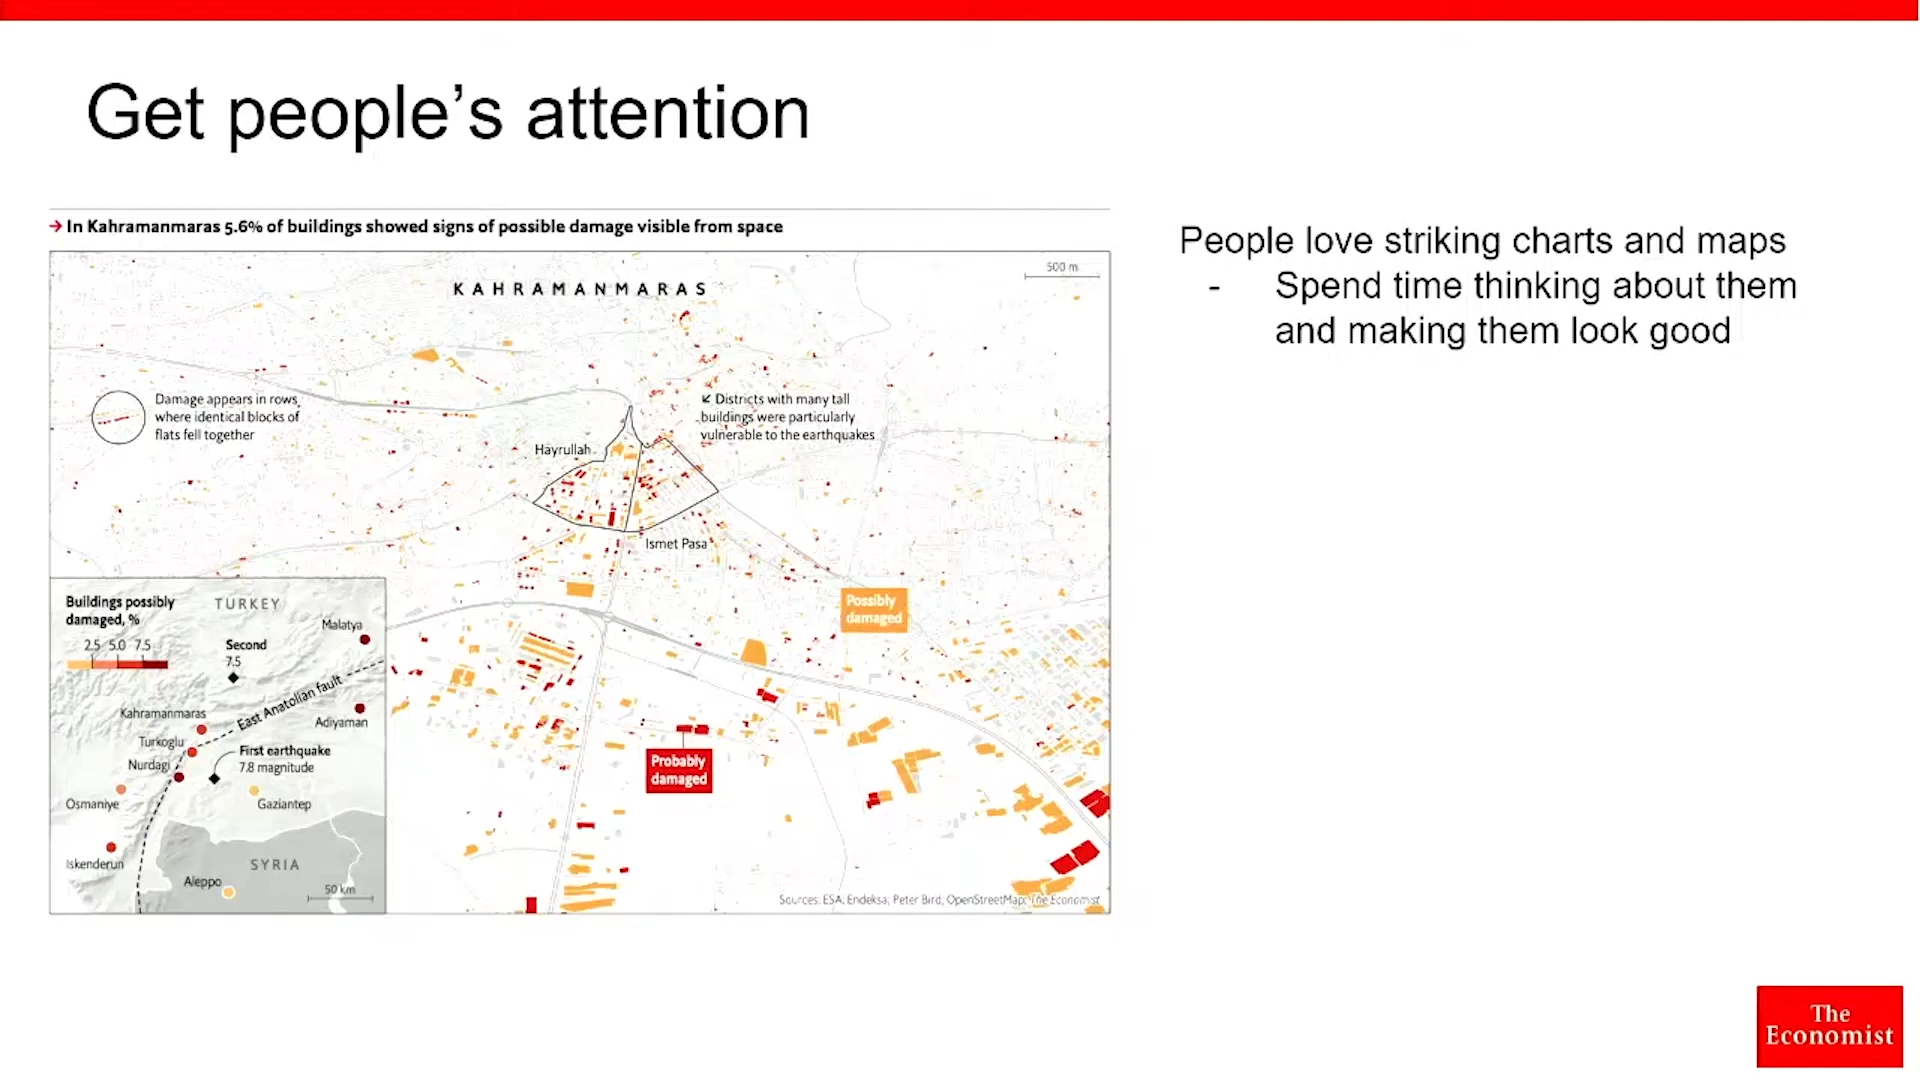 Get people’s attention
→ In Kahramanmaras 5.6% of buildings showed signs of possible damage visible from space
500 m
KAHRAMANMARAS
Damage appears in rows
where identical blocks of
flats fell together
↙ Districts with many tall
buildings were particularly
vulnerable to the earthquakes
Hayrullah
Ismet Pasa
Possibly
damaged
Probably
damaged
Buildings possibly
damaged, %
2.5 5.0 7.5
TURKEY
Malatya
Second
7.5
East Anatolian fault
Kahramanmaras
Adiyaman
Turkoglu
First earthquake
7.8 magnitude
Nurdagi
Osmaniye
Gaziantep
Iskenderun
SYRIA
Aleppo
50 km
Sources: ESA; Endeksa; Peter Bird; OpenStreetMap; The Economist
People love striking charts and maps
- Spend time thinking about them
and making them look good
The
Economist